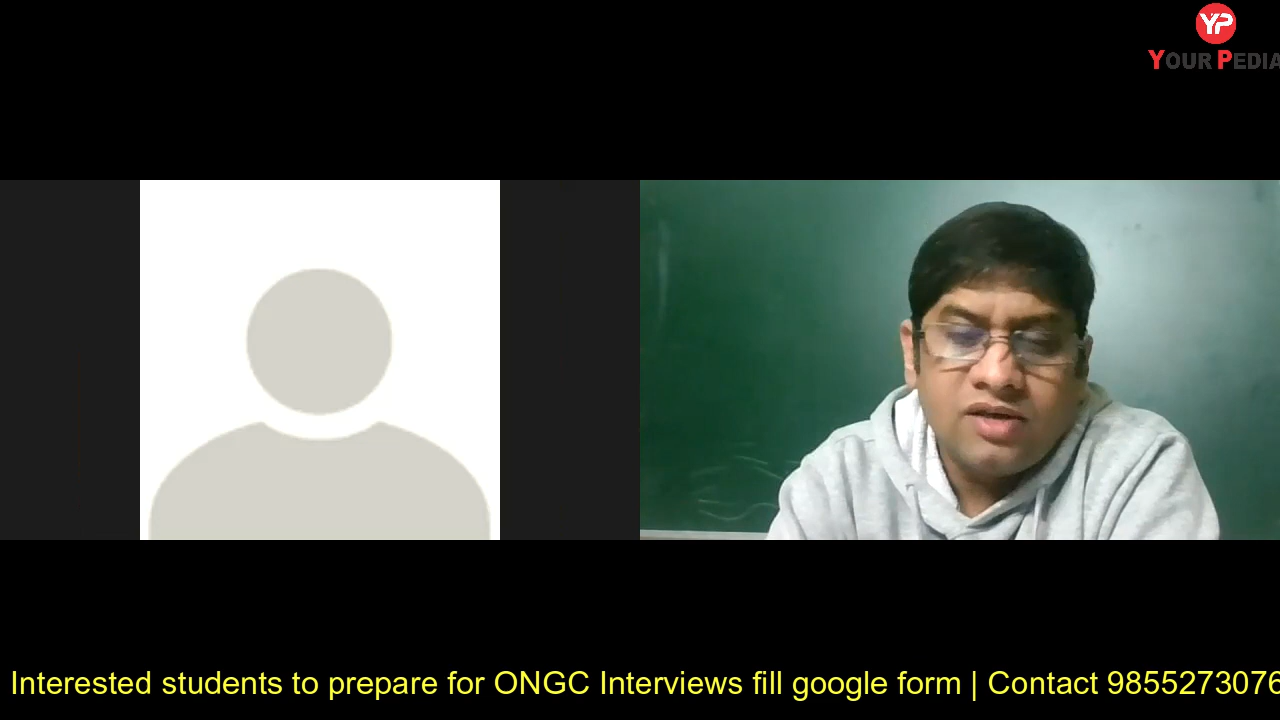 YP
YOUR PEDIA
Interested students to prepare for ONGC Interviews fill google form | Contact 9855273076